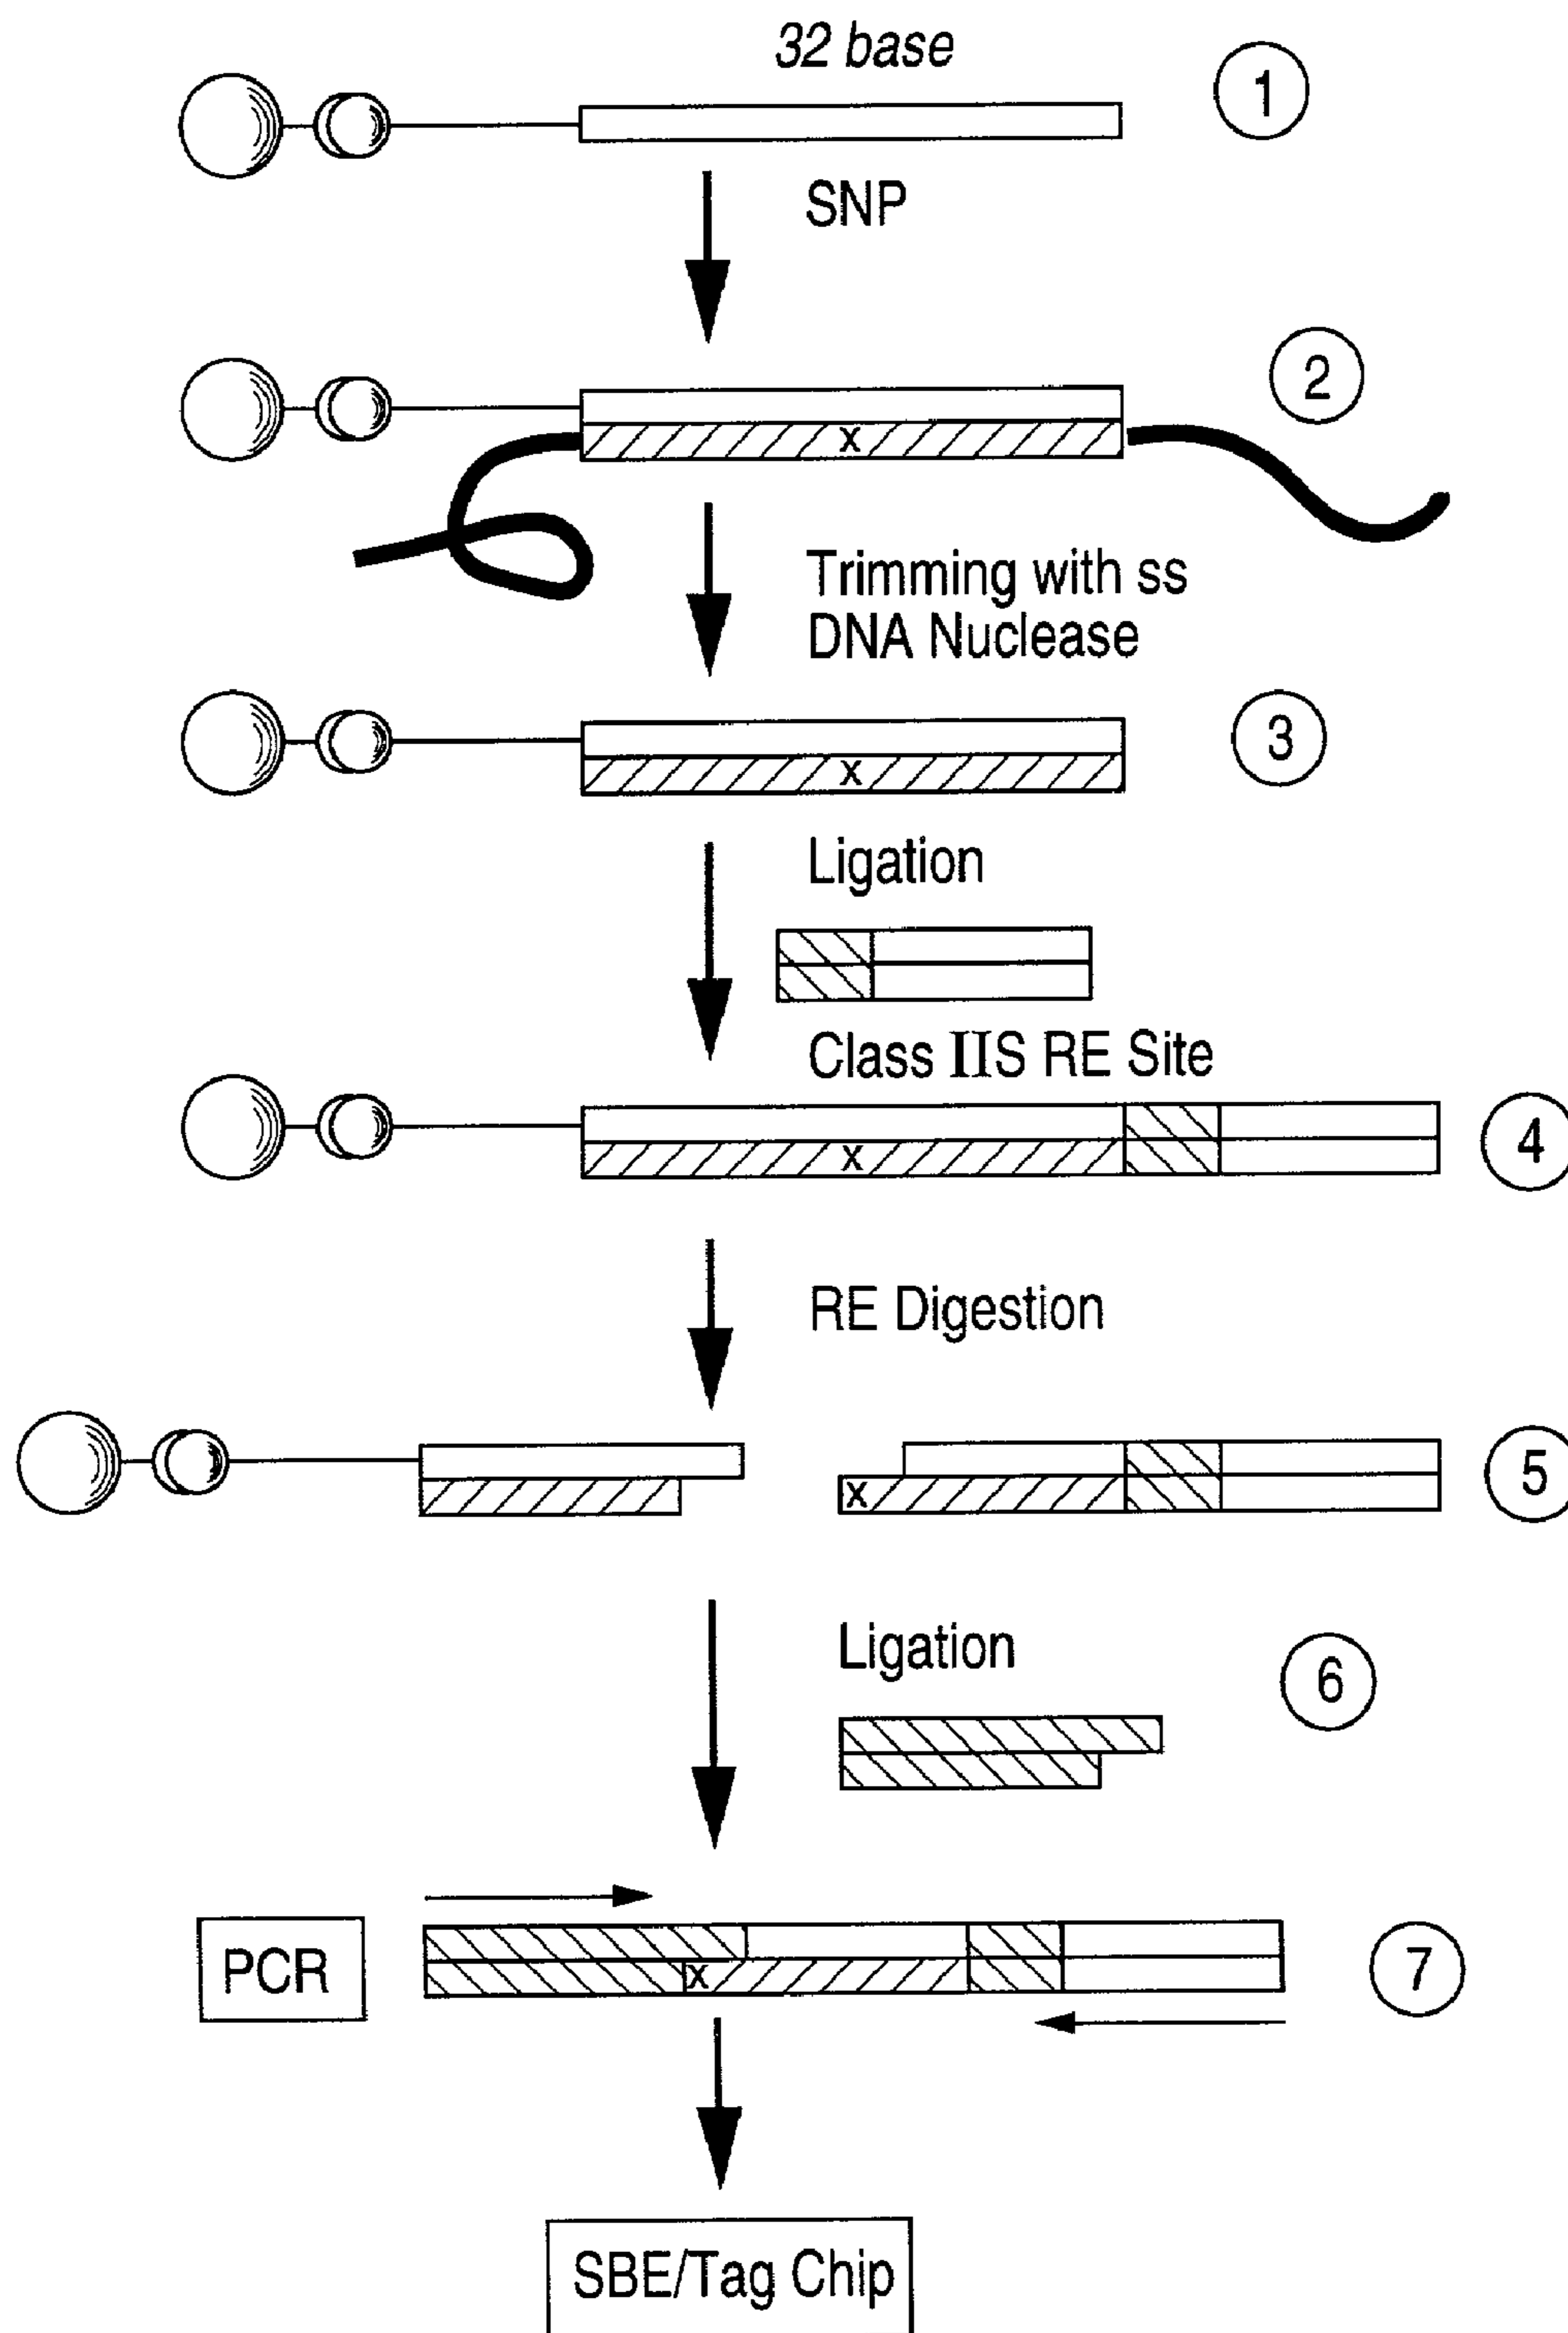 32 base
1
SNP
2
x
Trimming with ss
DNA Nuclease
3
x
Ligation
Class IIS RE Site
4
x
RE Digestion
5
x
Ligation
6
PCR
x
7
SBE/Tag Chip